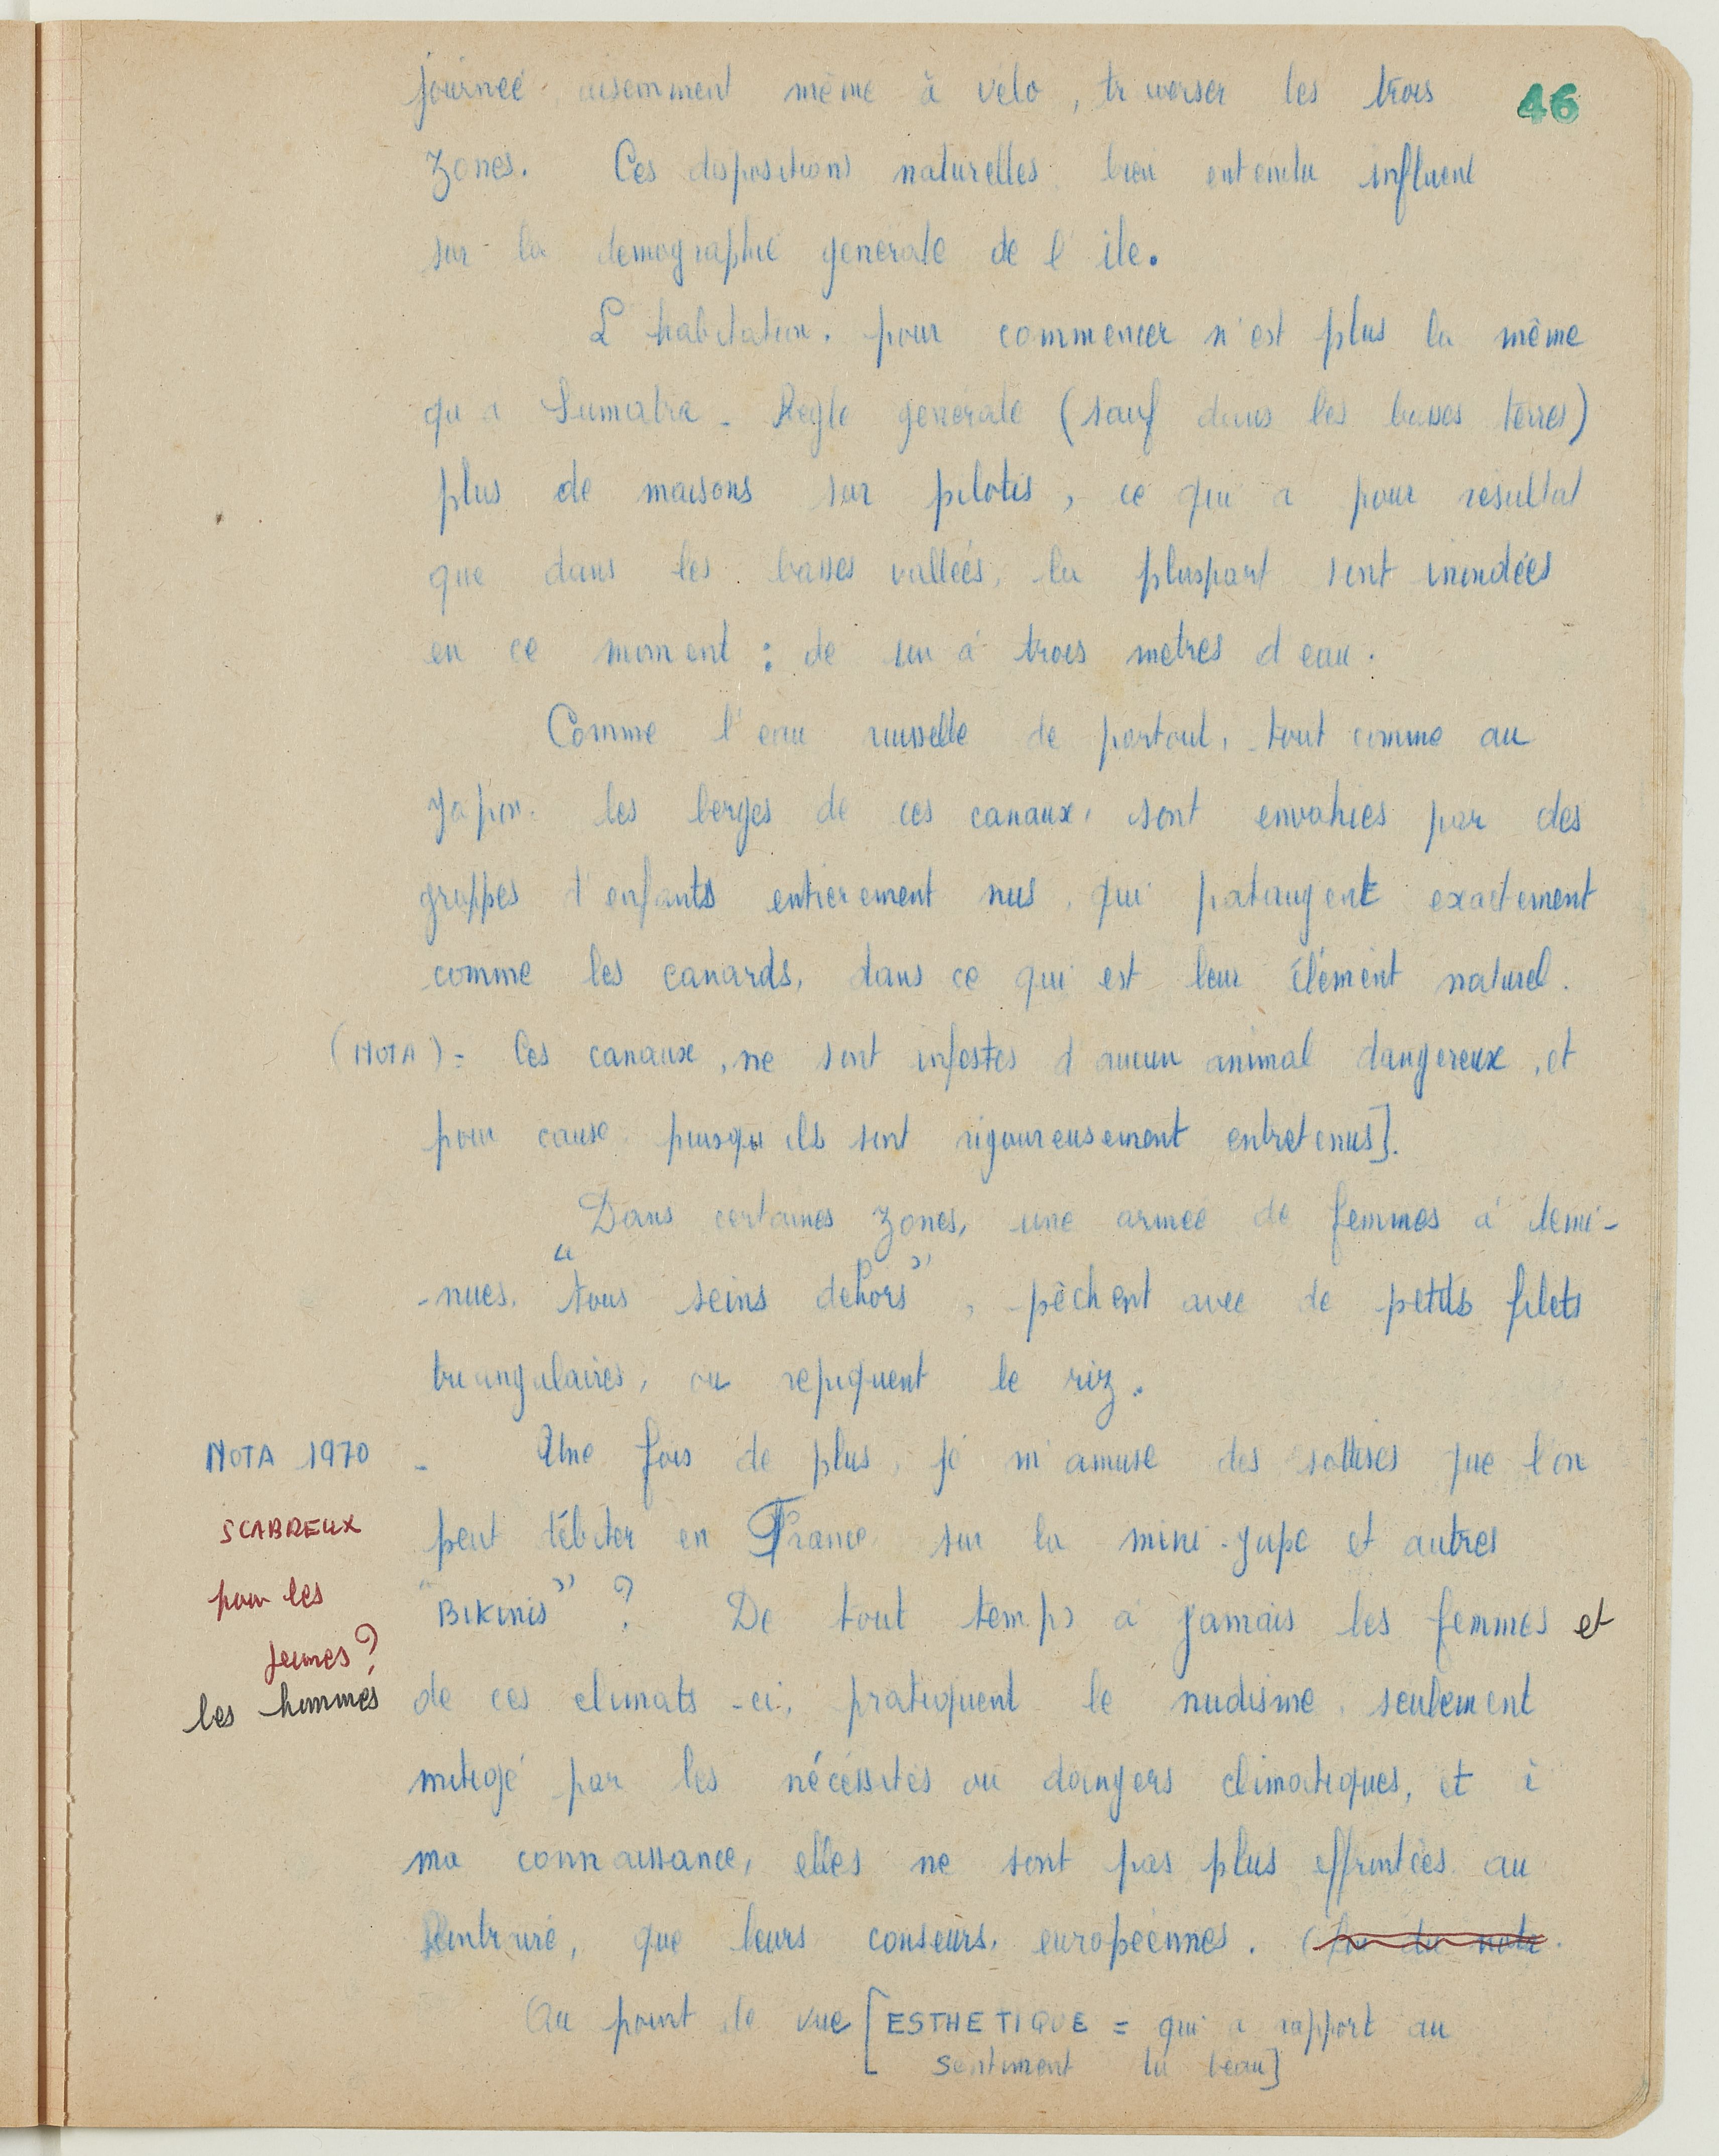 46
journée, aisemment même à velo, traverser les trois
zones. Ces dispositions naturelles bien entendu influent
sur la demographie generale de l'ile.
L'habitation, pour commencer n'est plus la même
qu'a Sumatra - Règle generale (sauf dans les basses terres)
plus de maisons sur pilotis, ce qui a pour resultat
que dans les basses vallées, la pluspart sont inondées
en ce moment : de un à trois metres d'eau.
Comme l'eau ruisselle de partout, tout comme au
Japon. les berges de ces canaux, sont envahies par des
grappes d'enfants entierement nus, qui pataugent exactement
comme les canards, dans ce qui est leur élément naturel.
(NOTA) = Ces canaux, ne sont infestes d'aucun animal dangereux, et
pour cause puisqu'ils sont rigoureusement entretenus].
Dans certaines zones, une armée de femmes à demi-
-nues, "tous seins dehors", pêchent avec de petits filets
triangulaires, ou repiquent le riz.
NOTA 1970 - Une fois de plus, je m'amuse des sottises que l'on
SCABREUX peut débiter en France sur la mini-jupe et autres
pour les "BIKINIS" ? De tout temps à jamais les femmes et
jeunes?
les hommes de ces climats-ci, pratiquent le nudisme, seulement
mitigé par les nécéssités ou dangers climatiques, et à
ma connaissance, elles ne sont pas plus effrontées au
contraire, que leurs conseurs, européennes. (fin de note.
Au point de vue [ESTHETIQUE = qui a rapport au
sentiment du beau]